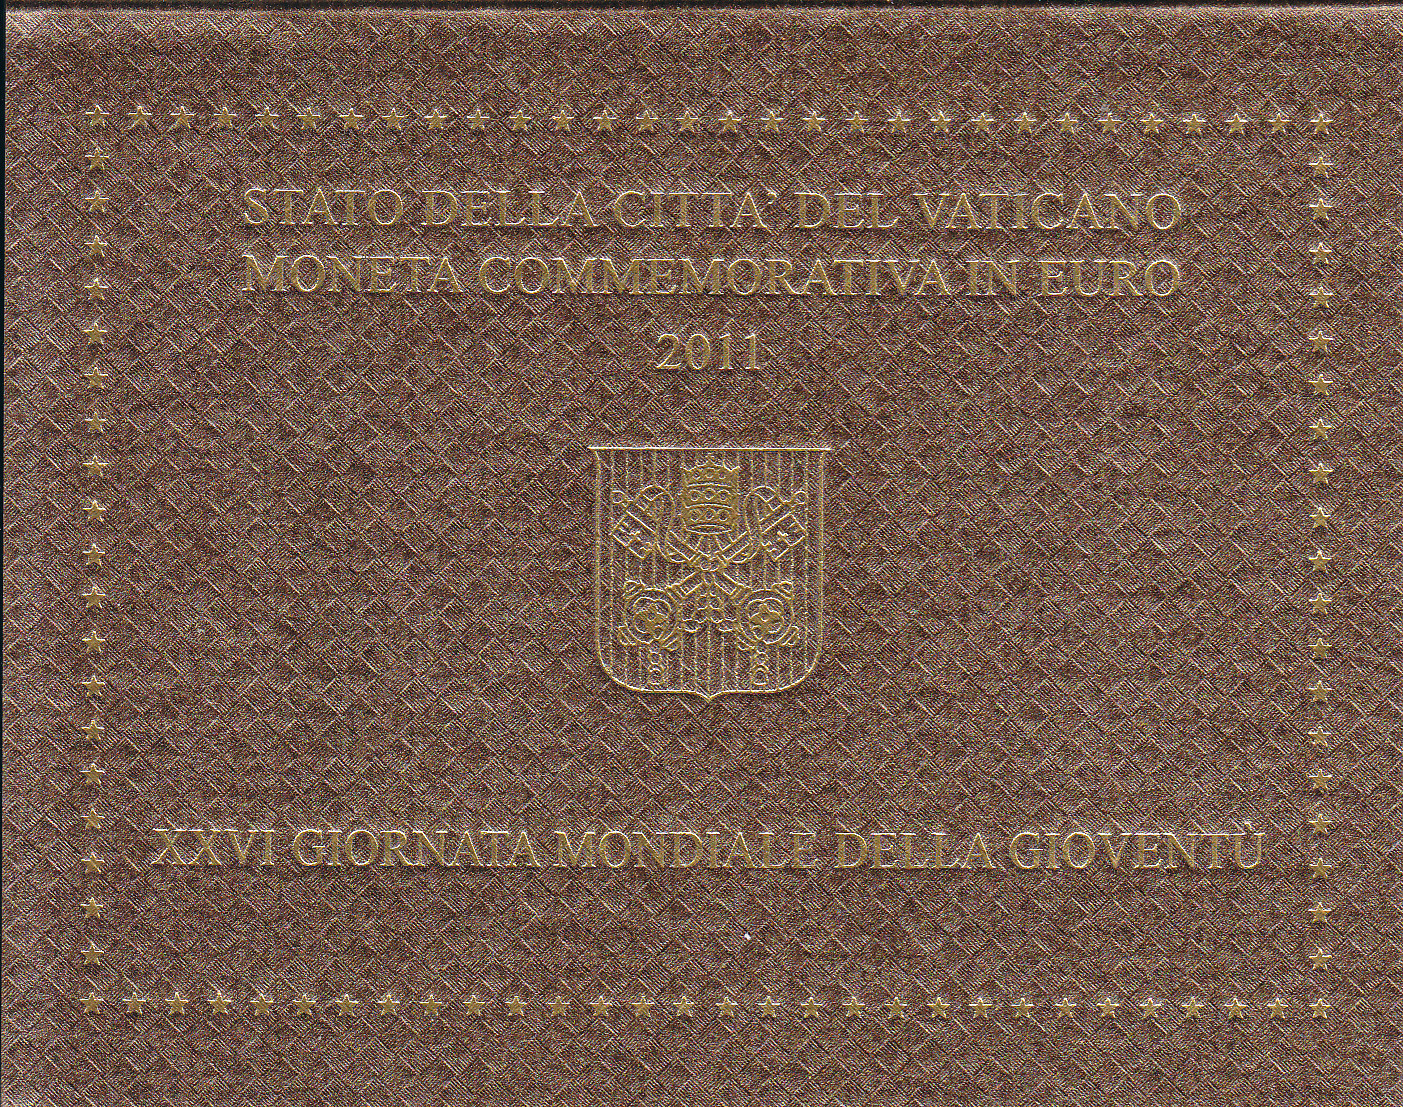 STATO DELLA CITTA' DEL VATICANO
MONETA COMMEMORATIVA IN EURO
2011
XXVI GIORNATA MONDIALE DELLA GIOVENTÙ